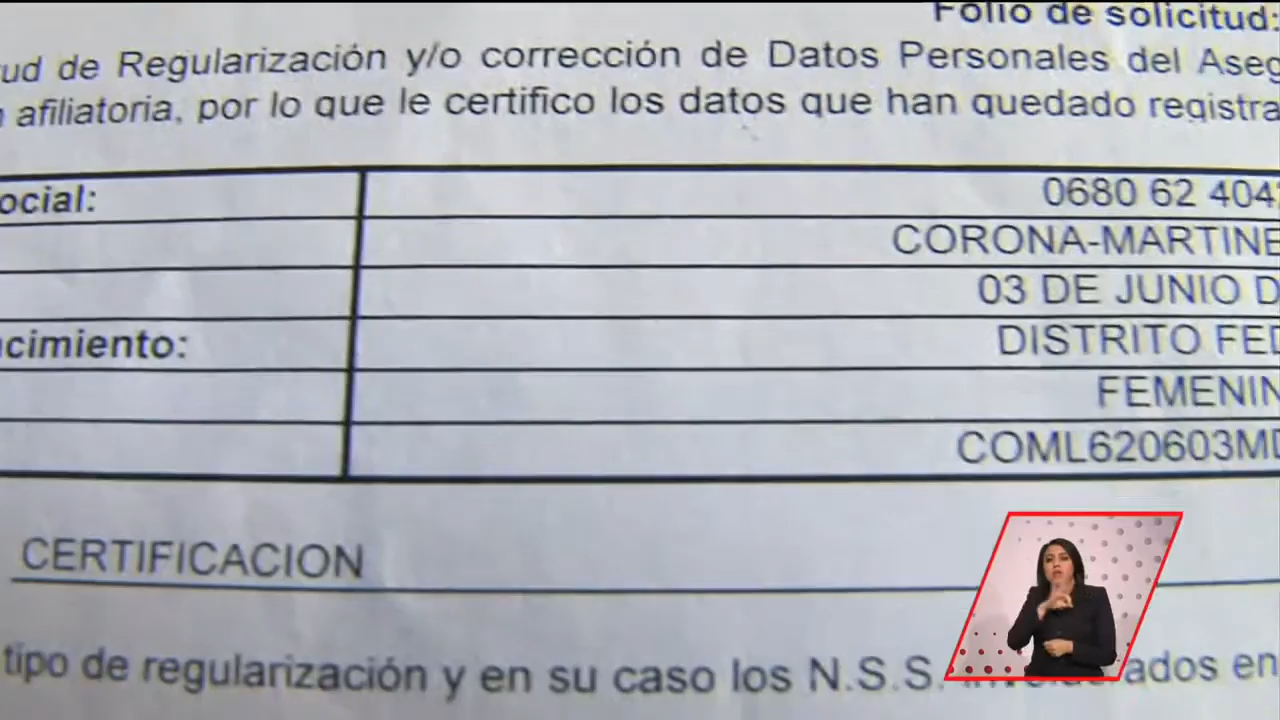 Folio de solicitud:
ud de Regularización y/o corrección de Datos Personales del Aseg
afiliatoria, por lo que le certifico los datos que han quedado registra
ocial: 0680 62 404
CORONA-MARTINE
03 DE JUNIO D
cimiento: DISTRITO FED
FEMENIN
COML620603MD
CERTIFICACION
tipo de regularización y en su caso los N.S.S. ados en